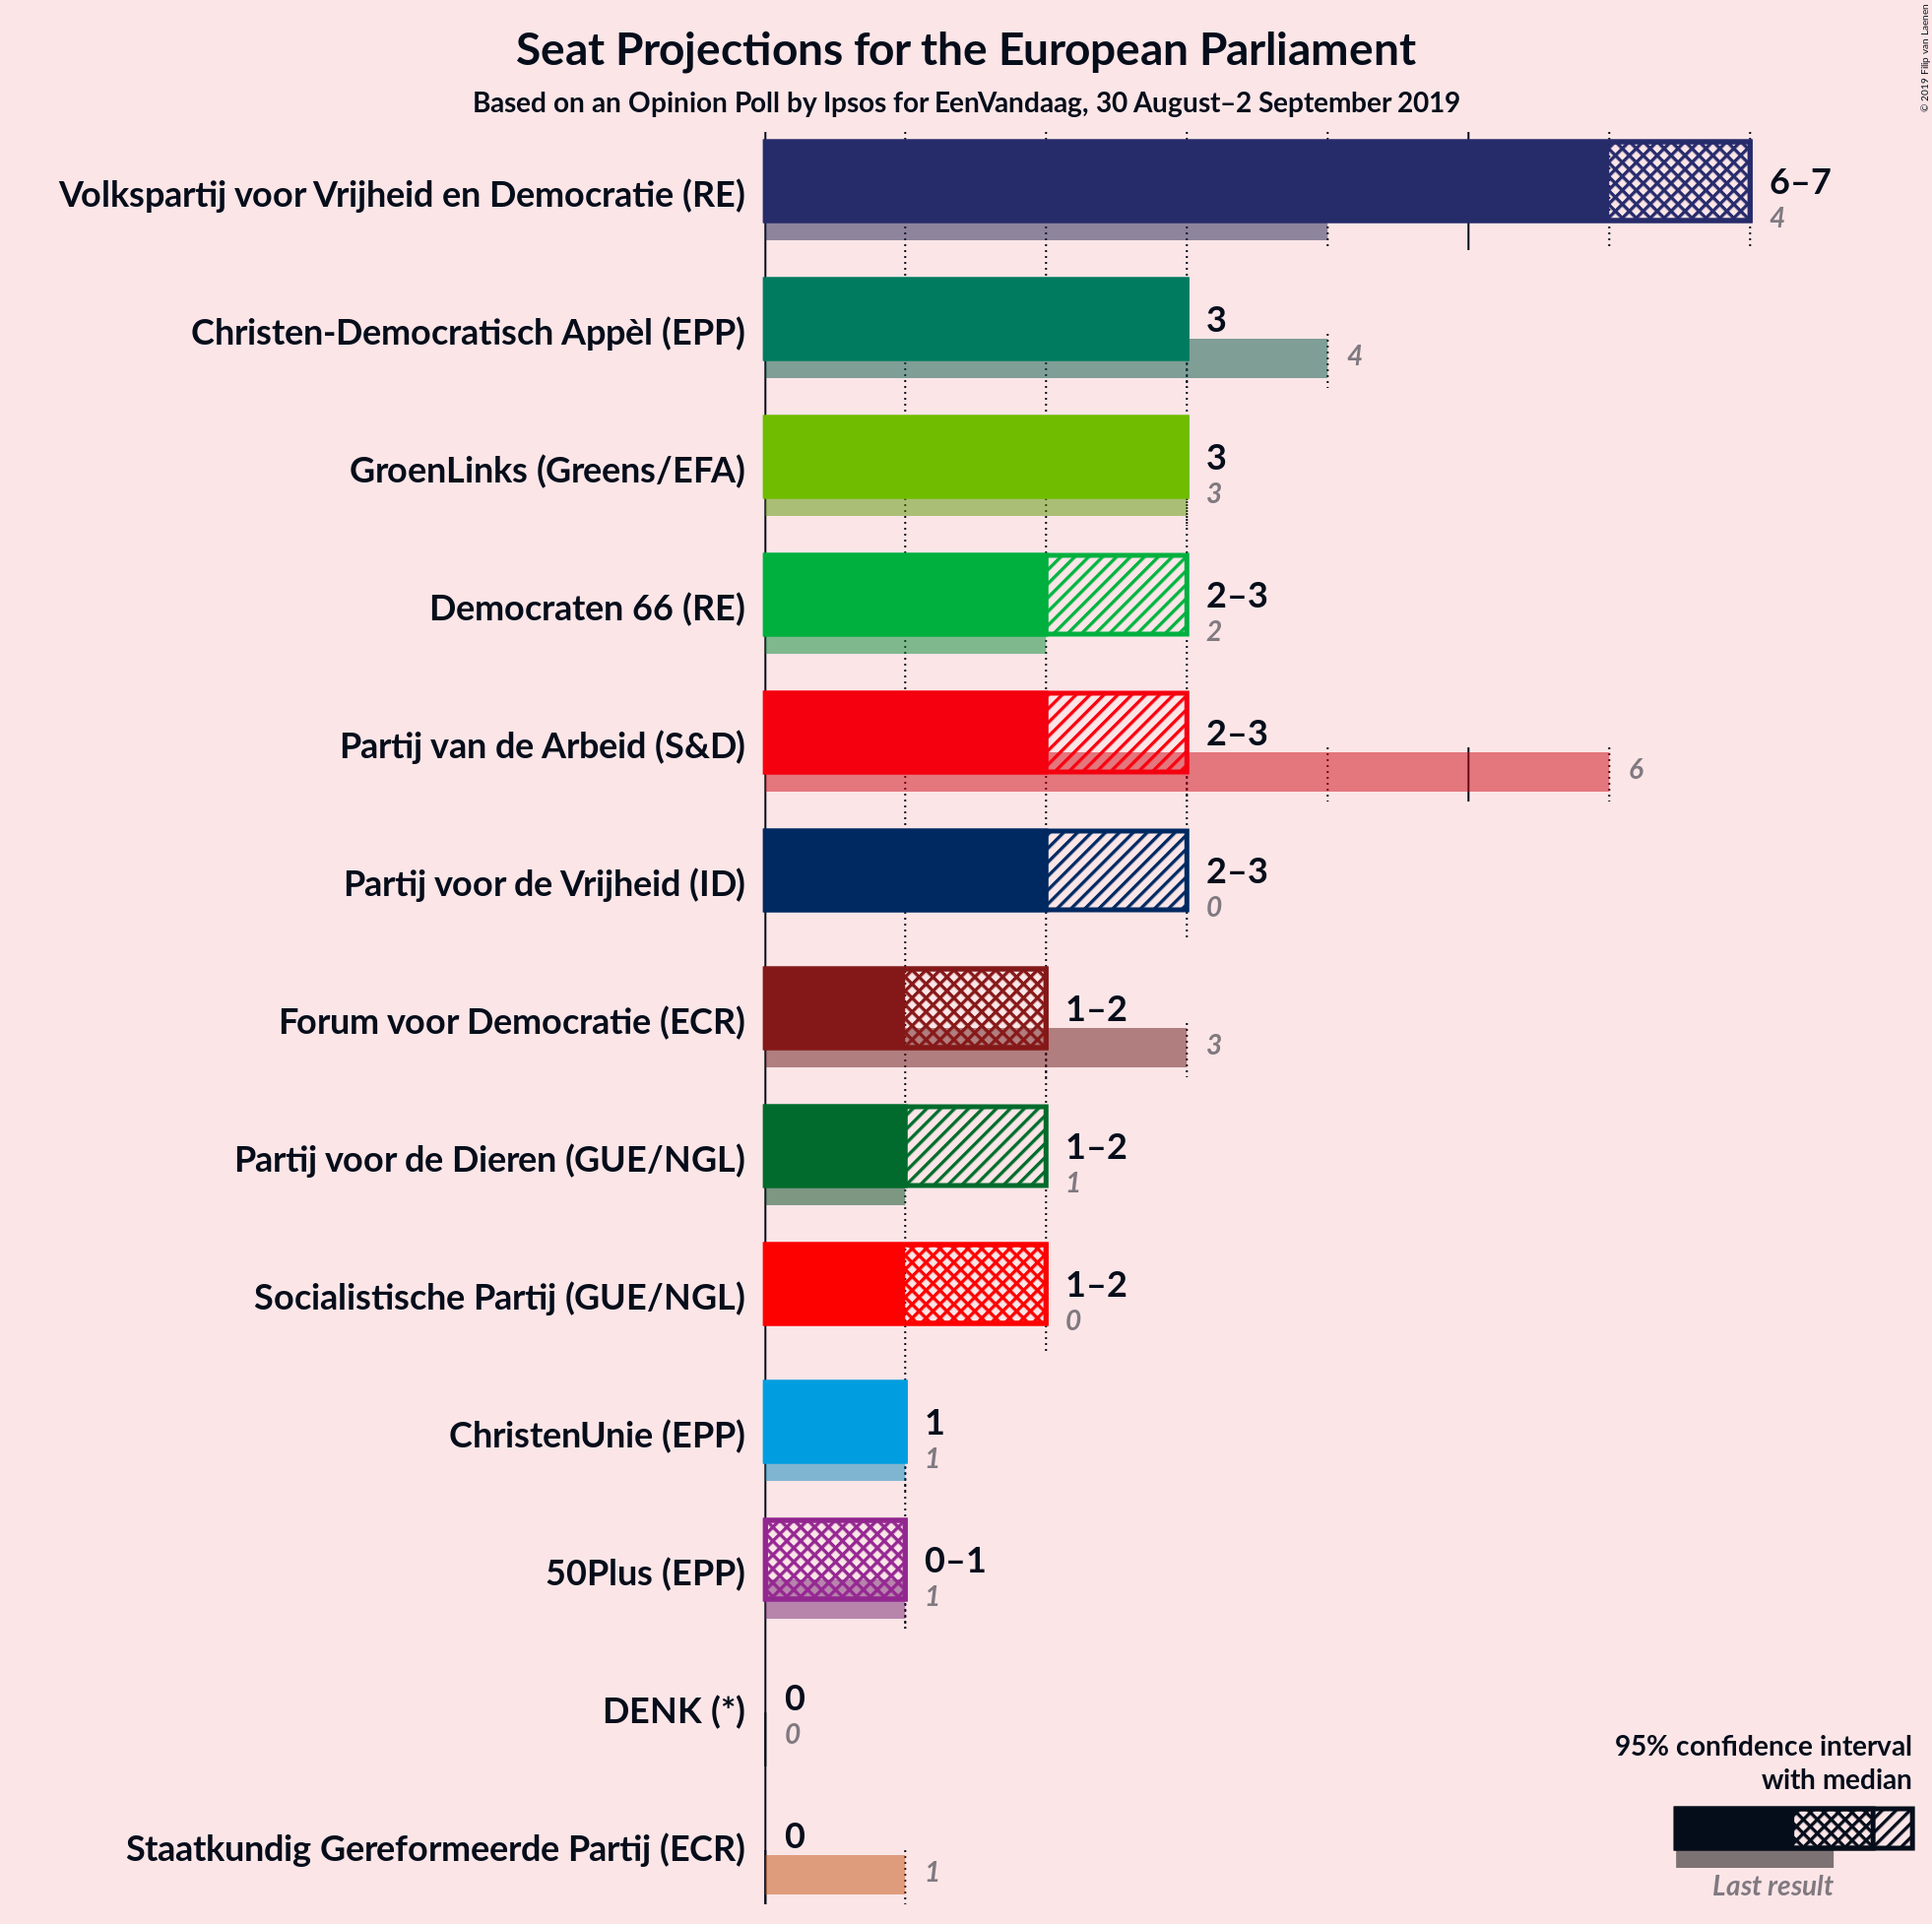 Seat Projections for the European Parliament
Based on an Opinion Poll by Ipsos for EenVandaag, 30 August–2 September 2019
© 2019 Filip van Laenen
Volkspartij voor Vrijheid en Democratie (RE)
6–7
4
Christen-Democratisch Appèl (EPP)
3
4
GroenLinks (Greens/EFA)
3
3
Democraten 66 (RE)
2–3
2
Partij van de Arbeid (S&D)
2–3
6
Partij voor de Vrijheid (ID)
2–3
0
Forum voor Democratie (ECR)
1–2
3
Partij voor de Dieren (GUE/NGL)
1–2
1
Socialistische Partij (GUE/NGL)
1–2
0
ChristenUnie (EPP)
1
1
50Plus (EPP)
0–1
1
DENK (*)
0
0
Staatkundig Gereformeerde Partij (ECR)
0
1
95% confidence interval
with median
Last result